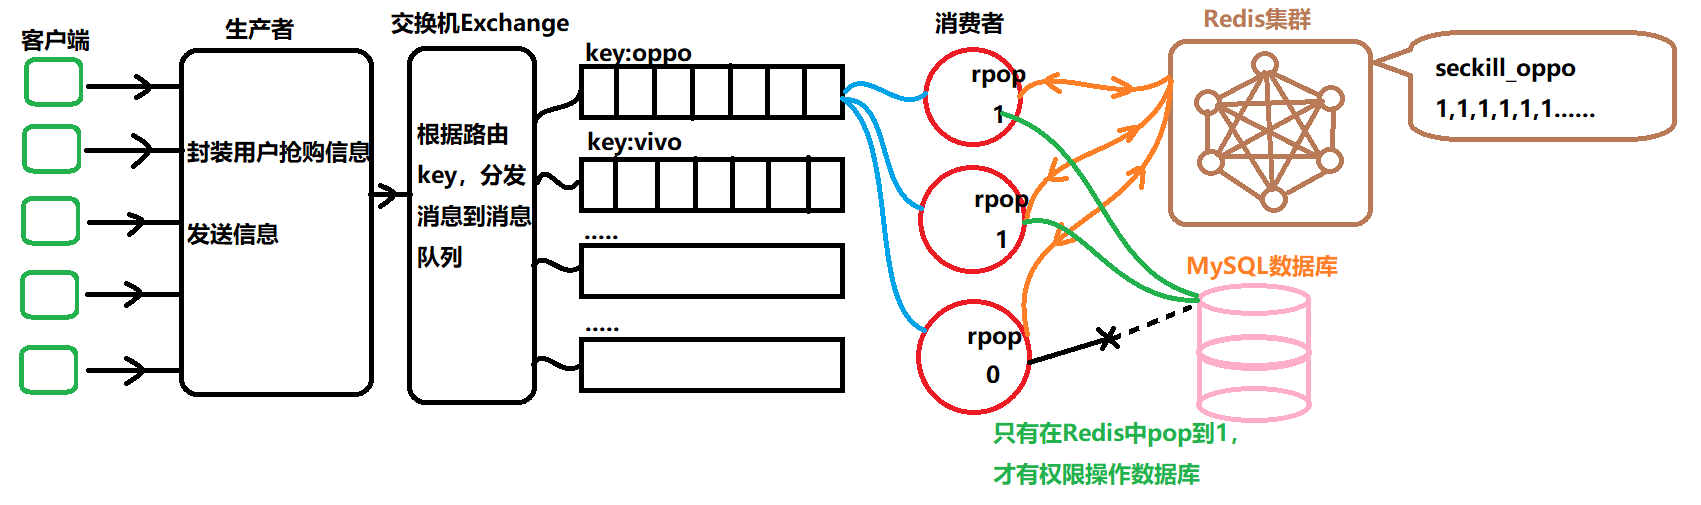 客户端
生产者
封装用户抢购信息
发送信息
交换机Exchange
根据路由
key，分发
消息到消息
队列
key:oppo
key:vivo
.....
.....
消费者
rpop
1
rpop
1
rpop
0
Redis集群
seckill_oppo
1,1,1,1,1,1......
MySQL数据库
只有在Redis中pop到1，
才有权限操作数据库